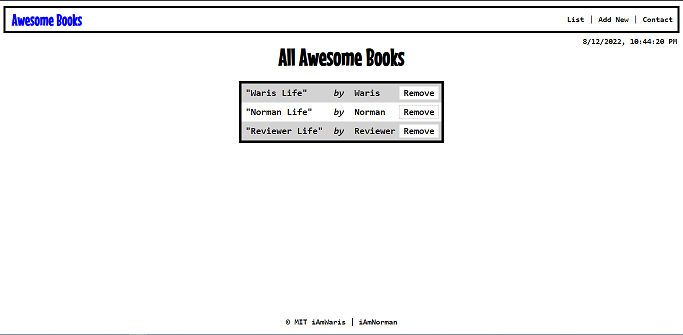 Awesome Books
List | Add New | Contact
8/12/2022, 10:44:20 PM
All Awesome Books
"Waris Life" by Waris Remove
"Norman Life" by Norman Remove
"Reviewer Life" by Reviewer Remove
© MIT iAmWaris | iAmNorman